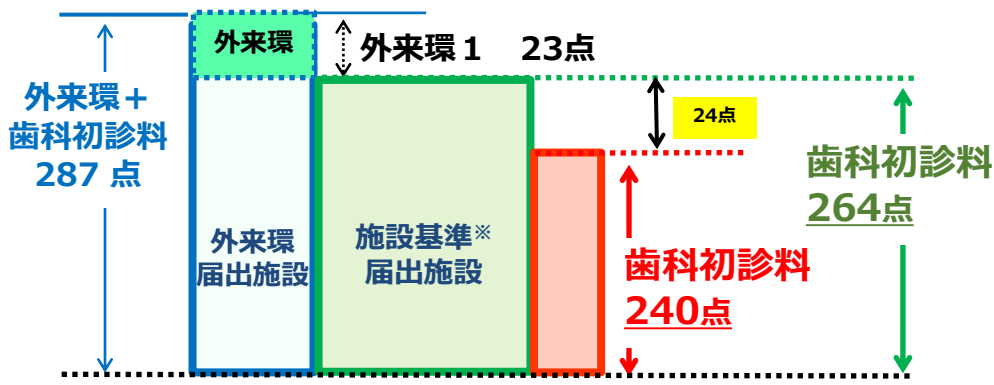 外来環
外来環１　23点
外来環＋
歯科初診料
287 点
24点
歯科初診料
264点
外来環
届出施設
施設基準※
届出施設
歯科初診料
240点